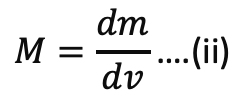 M = dm/dv ....(ii)